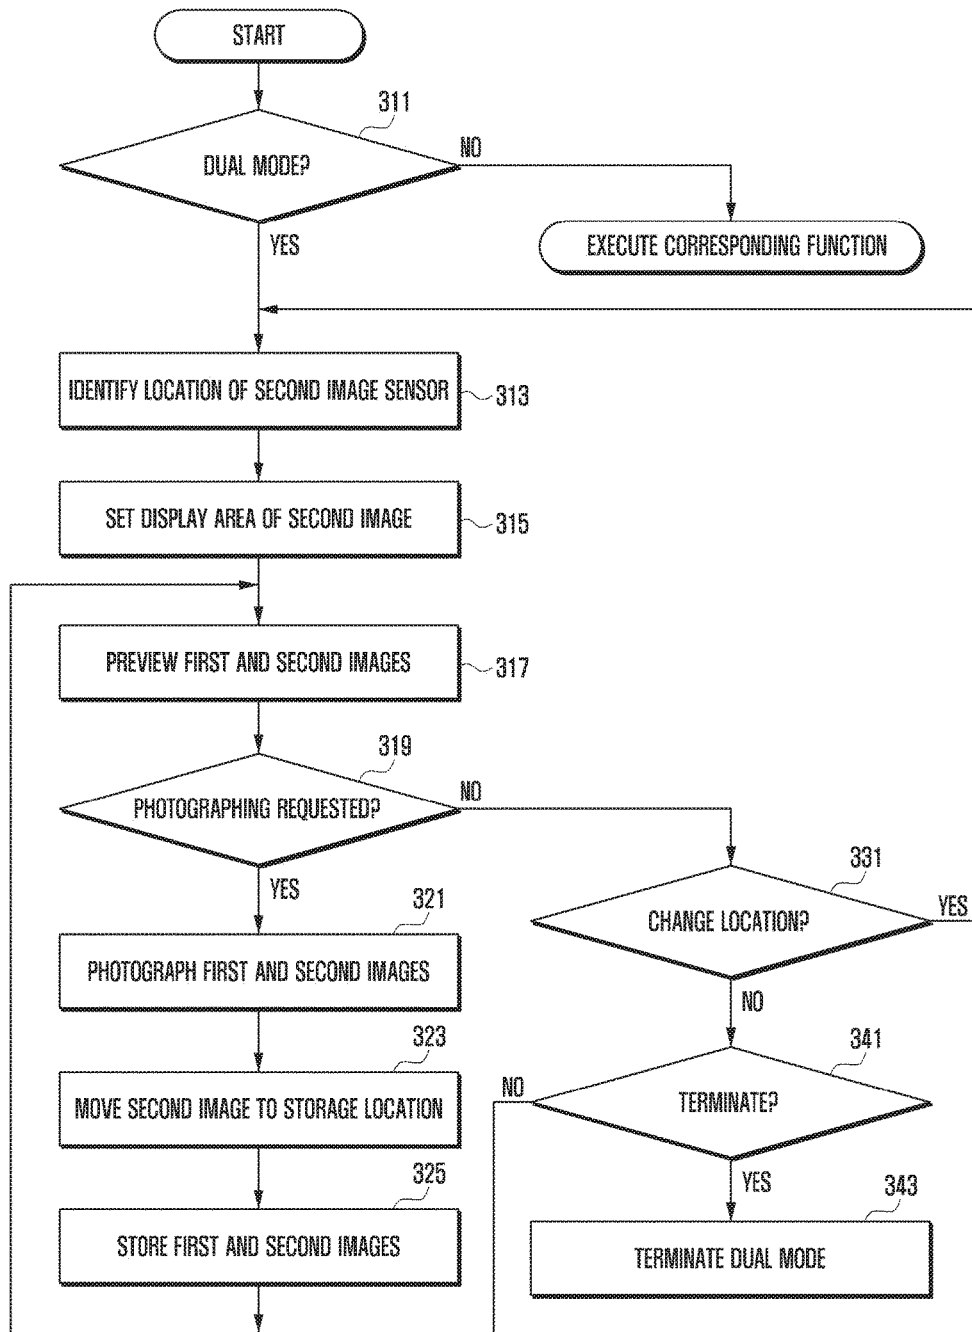 START
311
DUAL MODE?
NO
YES
EXECUTE CORRESPONDING FUNCTION
IDENTIFY LOCATION OF SECOND IMAGE SENSOR
313
SET DISPLAY AREA OF SECOND IMAGE
315
PREVIEW FIRST AND SECOND IMAGES
317
319
PHOTOGRAPHING REQUESTED?
NO
YES
331
CHANGE LOCATION?
YES
NO
321
PHOTOGRAPH FIRST AND SECOND IMAGES
323
MOVE SECOND IMAGE TO STORAGE LOCATION
341
NO
TERMINATE?
YES
325
STORE FIRST AND SECOND IMAGES
343
TERMINATE DUAL MODE